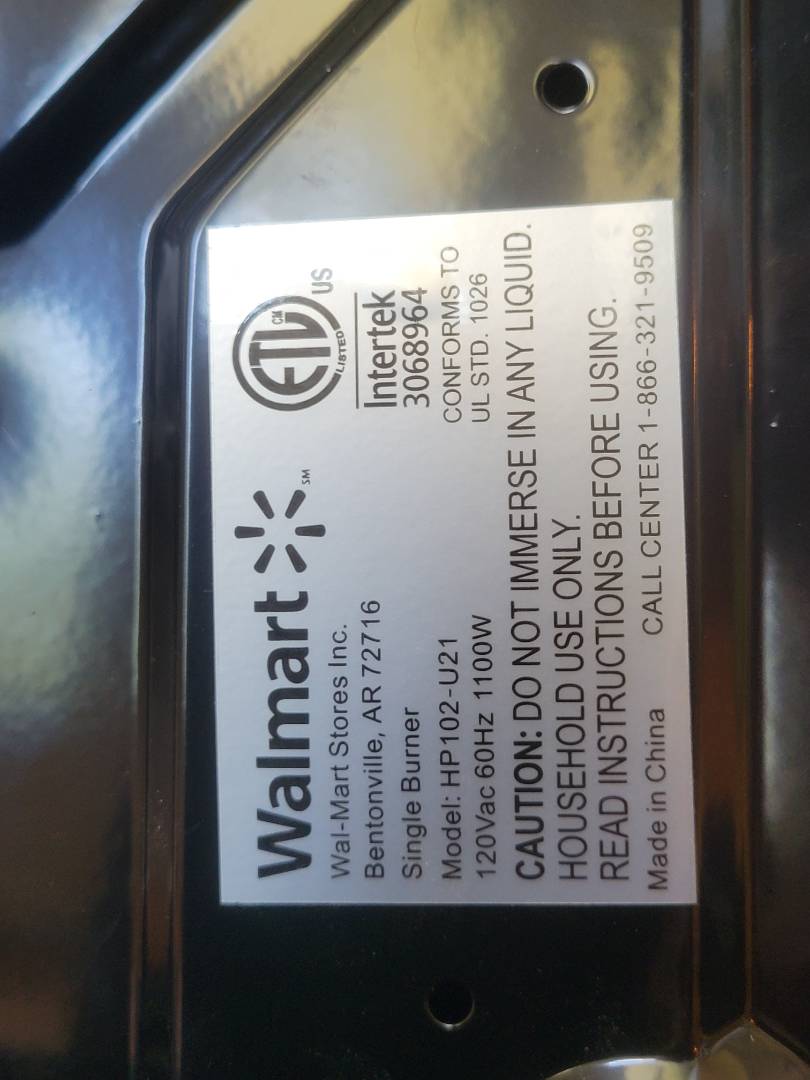 Walmart
SM
Wal-Mart Stores Inc.
Bentonville, AR 72716
Single Burner
Model: HP102-U21
120Vac 60Hz 1100W
ETL
CM
LISTED
US
Intertek
3068964
CONFORMS TO
UL STD. 1026
CAUTION: DO NOT IMMERSE IN ANY LIQUID.
HOUSEHOLD USE ONLY.
READ INSTRUCTIONS BEFORE USING.
Made in China CALL CENTER 1-866-321-9509